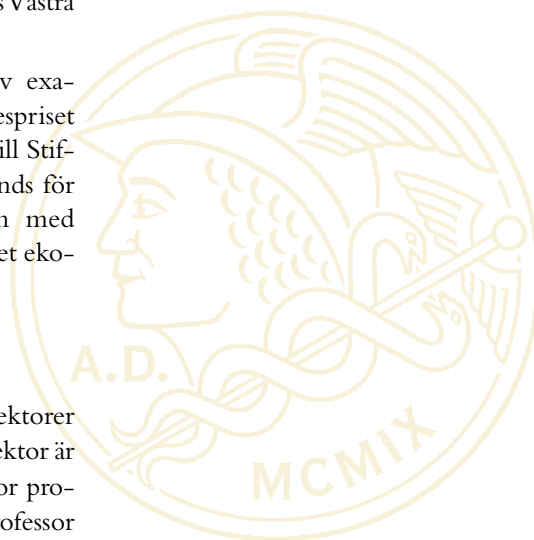 s Västra
v exa-
espriset
ill Stif-
nds för
n med
et eko-
A.D.
MCMIX
ektorer
ektor är
or pro-
ofessor